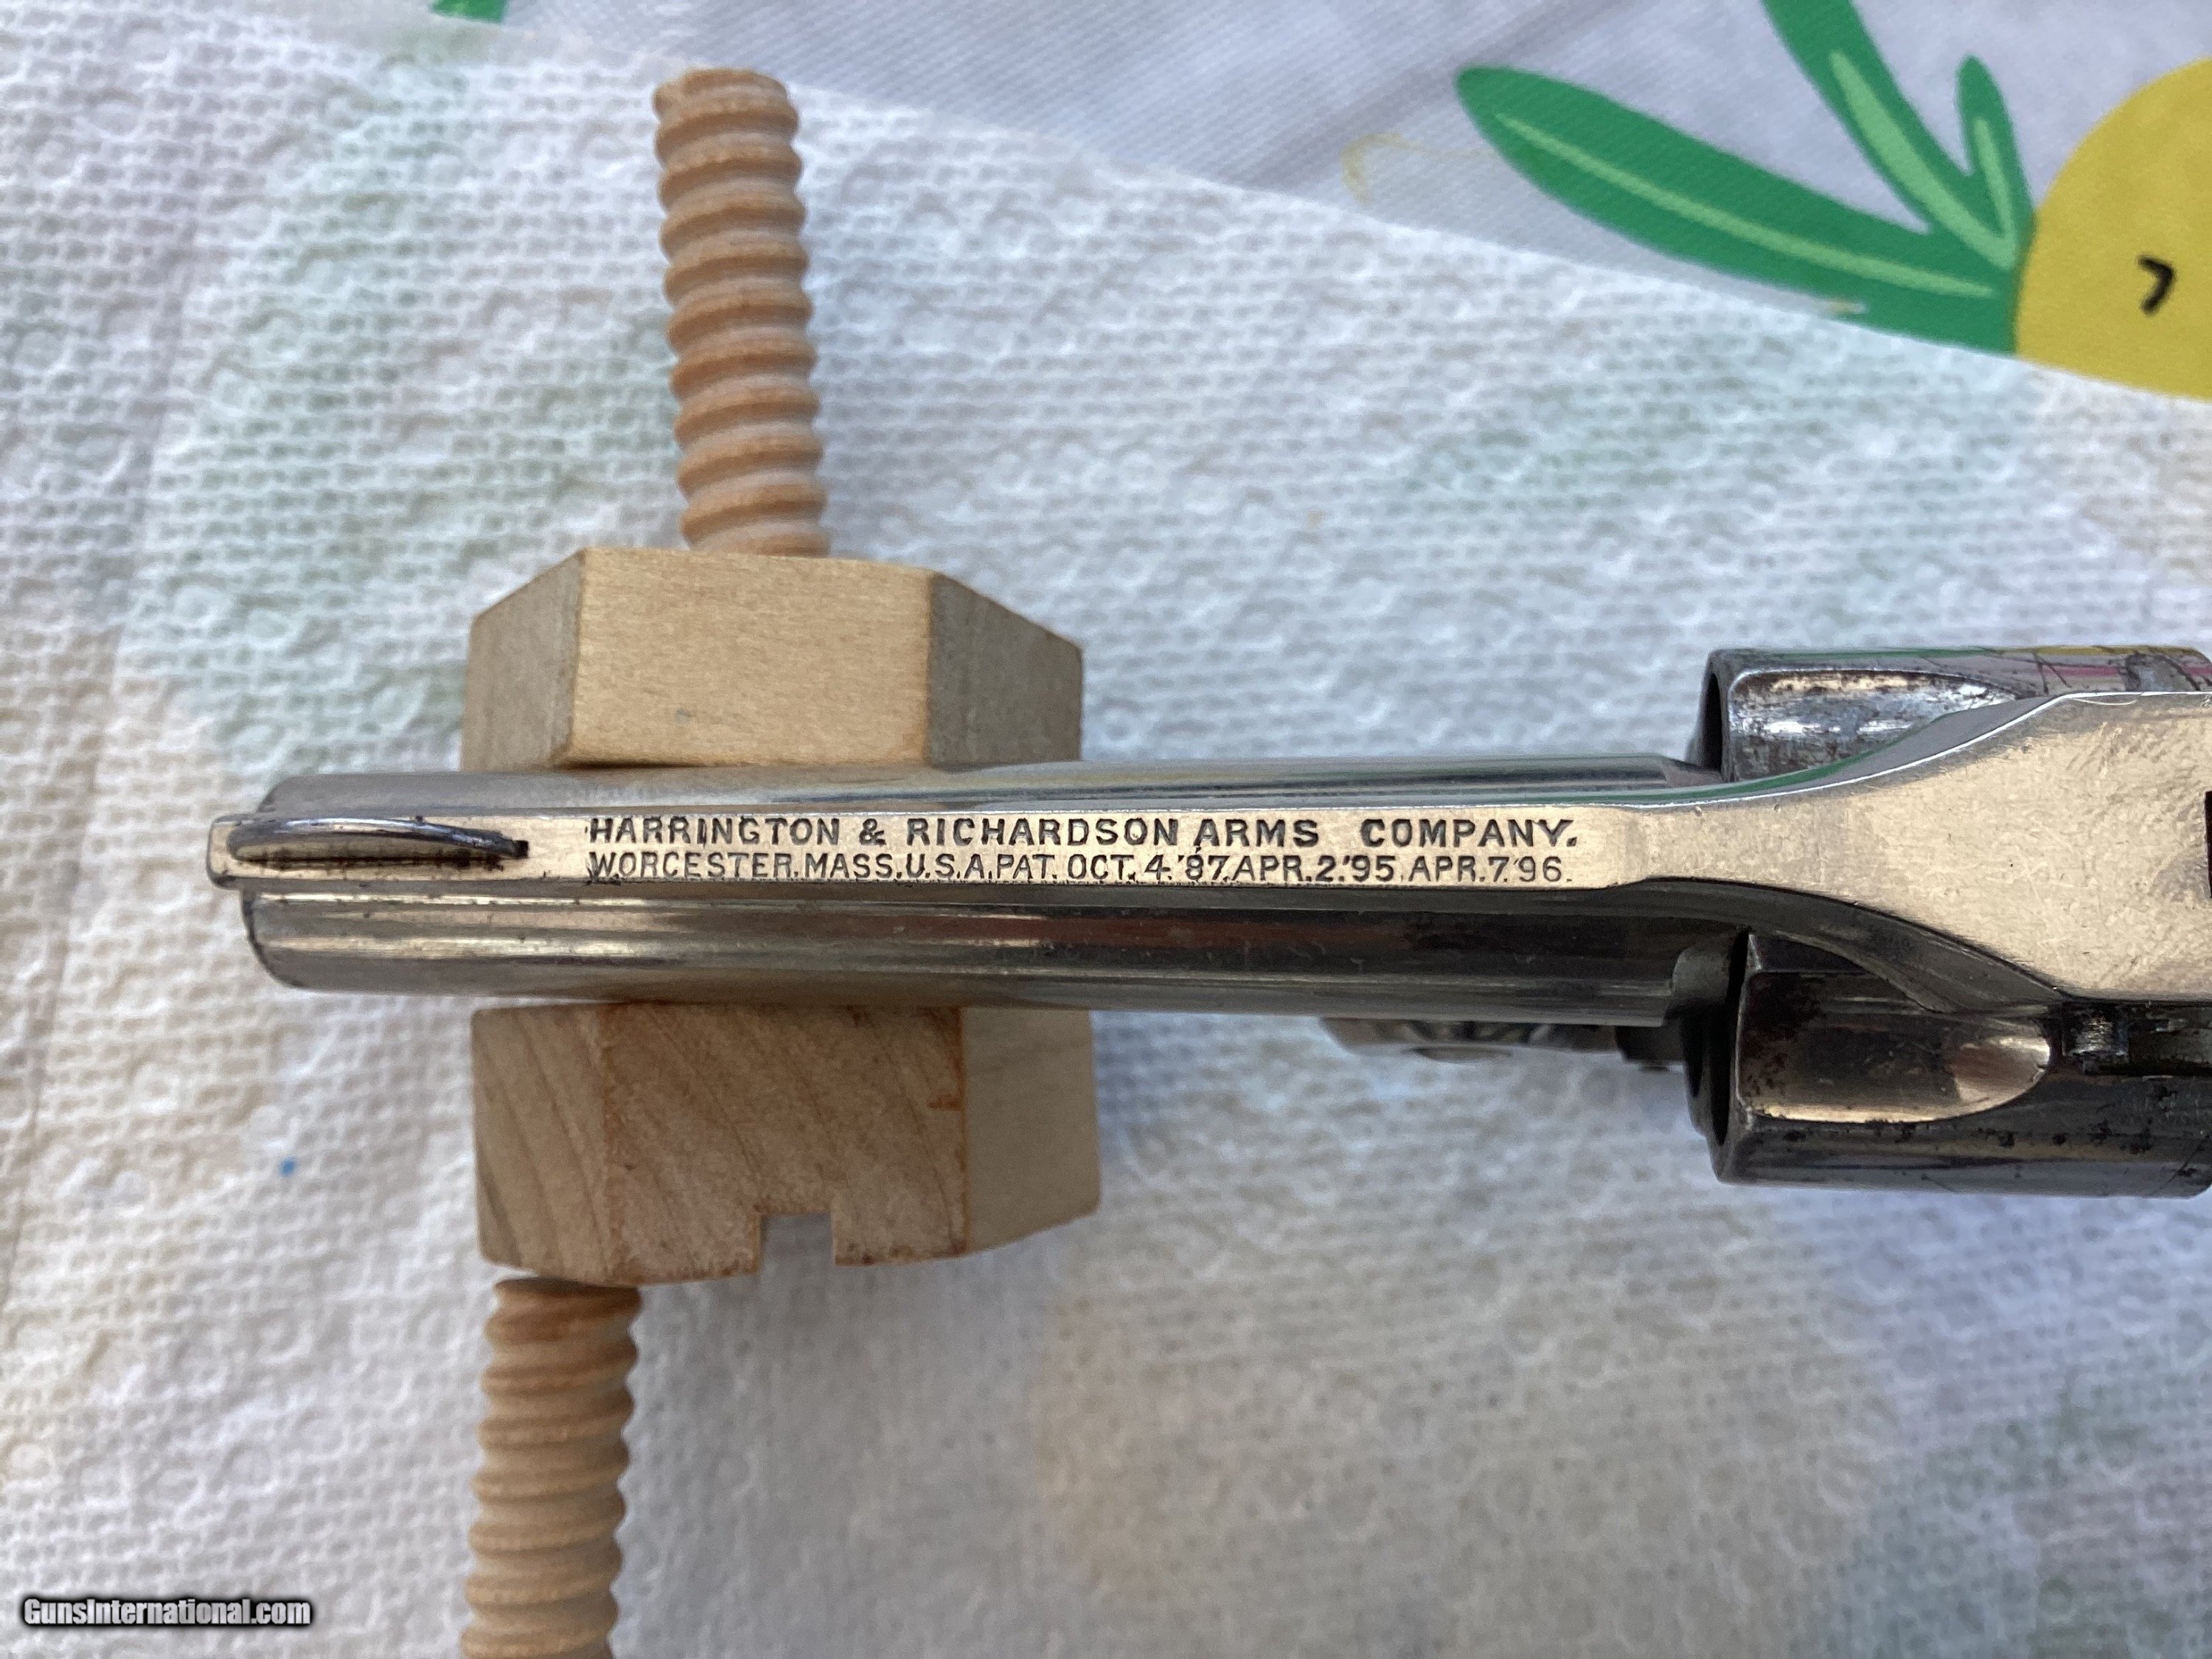 HARRINGTON & RICHARDSON ARMS COMPANY.
WORCESTER.MASS.U.S.A.PAT. OCT. 4.'87.APR.2.'95.APR.7.'96.
GunsInternational.com